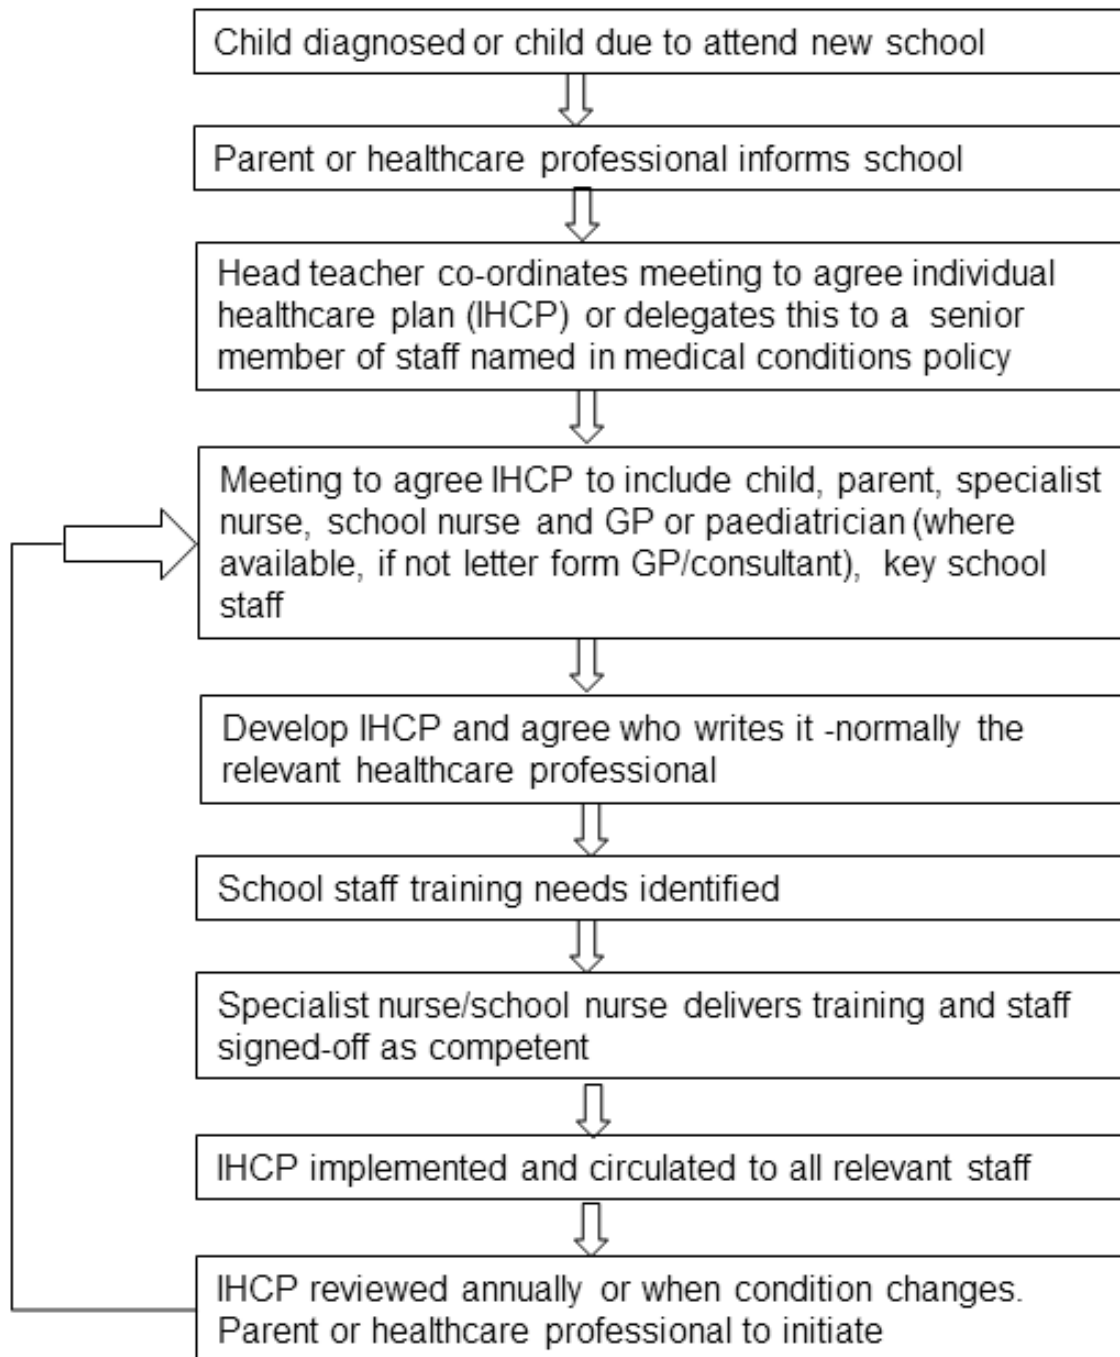 Child diagnosed or child due to attend new school
Parent or healthcare professional informs school
Head teacher co-ordinates meeting to agree individual
healthcare plan (IHCP) or delegates this to a senior
member of staff named in medical conditions policy
Meeting to agree IHCP to include child, parent, specialist
nurse, school nurse and GP or paediatrician (where
available, if not letter form GP/consultant), key school
staff
Develop IHCP and agree who writes it -normally the
relevant healthcare professional
School staff training needs identified
Specialist nurse/school nurse delivers training and staff
signed-off as competent
IHCP implemented and circulated to all relevant staff
IHCP reviewed annually or when condition changes.
Parent or healthcare professional to initiate